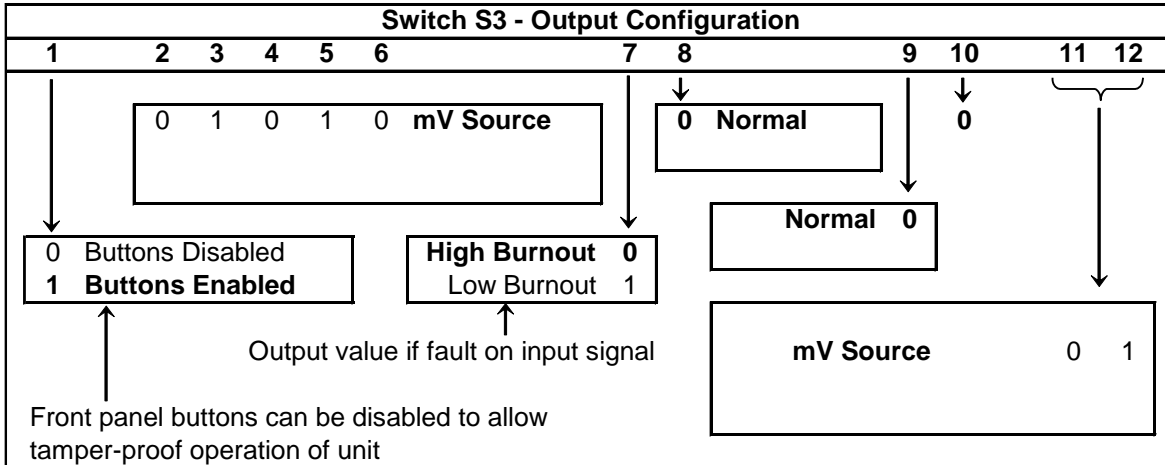 Switch S3 - Output Configuration
1 2 3 4 5 6 7 8 9 10 11 12
0 1 0 1 0 mV Source
0 Normal
0
Normal 0
0 Buttons Disabled
1 Buttons Enabled
High Burnout 0
Low Burnout 1
Output value if fault on input signal
mV Source 0 1
Front panel buttons can be disabled to allow
tamper-proof operation of unit